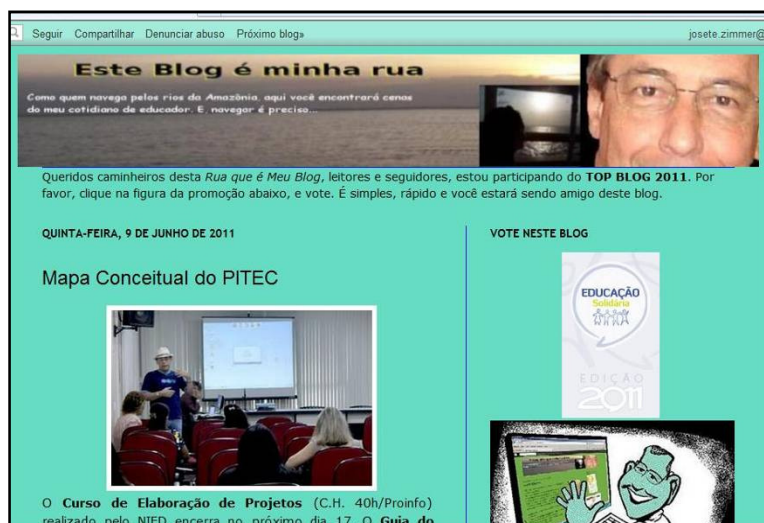 Seguir Compartilhar Denunciar abuso Próximo blog»
josete.zimmer@
Este Blog é minha rua
Como quem navega pelos rios da Amazônia, aqui você encontrará cenas
do meu cotidiano de educador. E, navegar é preciso...
Queridos caminheiros desta Rua que é Meu Blog, leitores e seguidores, estou participando do TOP BLOG 2011. Por
favor, clique na figura da promoção abaixo, e vote. É simples, rápido e você estará sendo amigo deste blog.
QUINTA-FEIRA, 9 DE JUNHO DE 2011
Mapa Conceitual do PITEC
O Curso de Elaboração de Projetos (C.H. 40h/Proinfo)
realizado pelo NIED encerra no próximo dia 17. O Guia do
VOTE NESTE BLOG
EDUCAÇÃO
Solidária
EDIÇÃO
2011